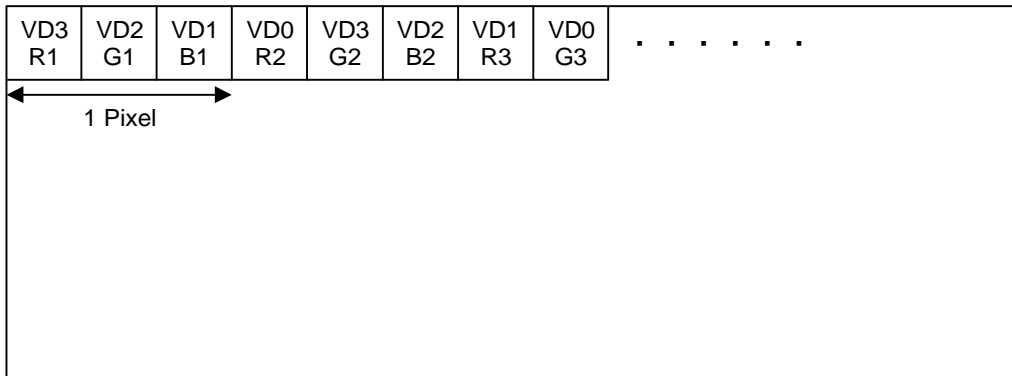 VD3 VD2 VD1 VD0 VD3 VD2 VD1 VD0
R1 G1 B1 R2 G2 B2 R3 G3 . . . . . .
1 Pixel